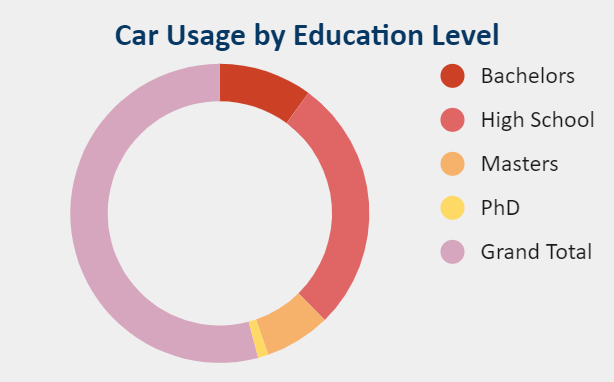 Car Usage by Education Level
Bachelors
High School
Masters
PhD
Grand Total